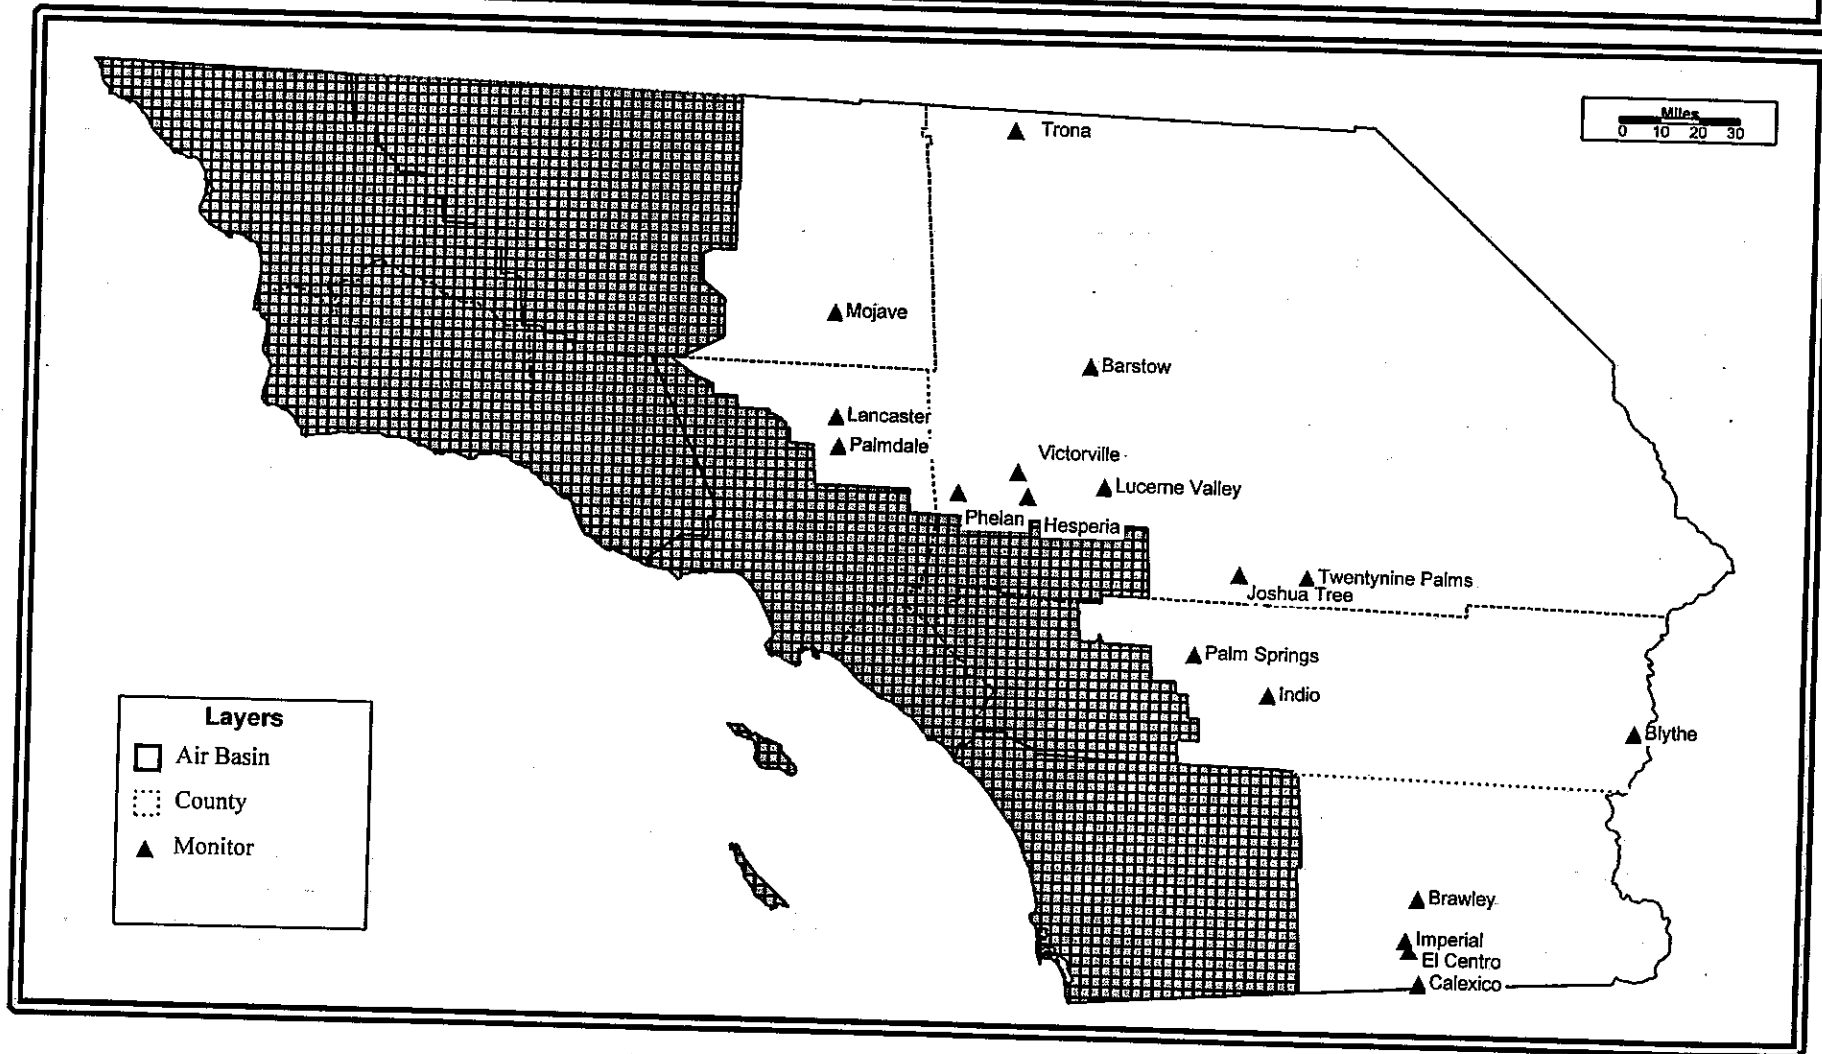 Miles
0 10 20 30
Trona
Mojave
Barstow
Lancaster
Palmdale
Victorville
Lucerne Valley
Phelan
Hesperia
Twentynine Palms
Joshua Tree
Palm Springs
Indio
Blythe
Layers
Air Basin
County
Monitor
Brawley
Imperial
El Centro
Calexico